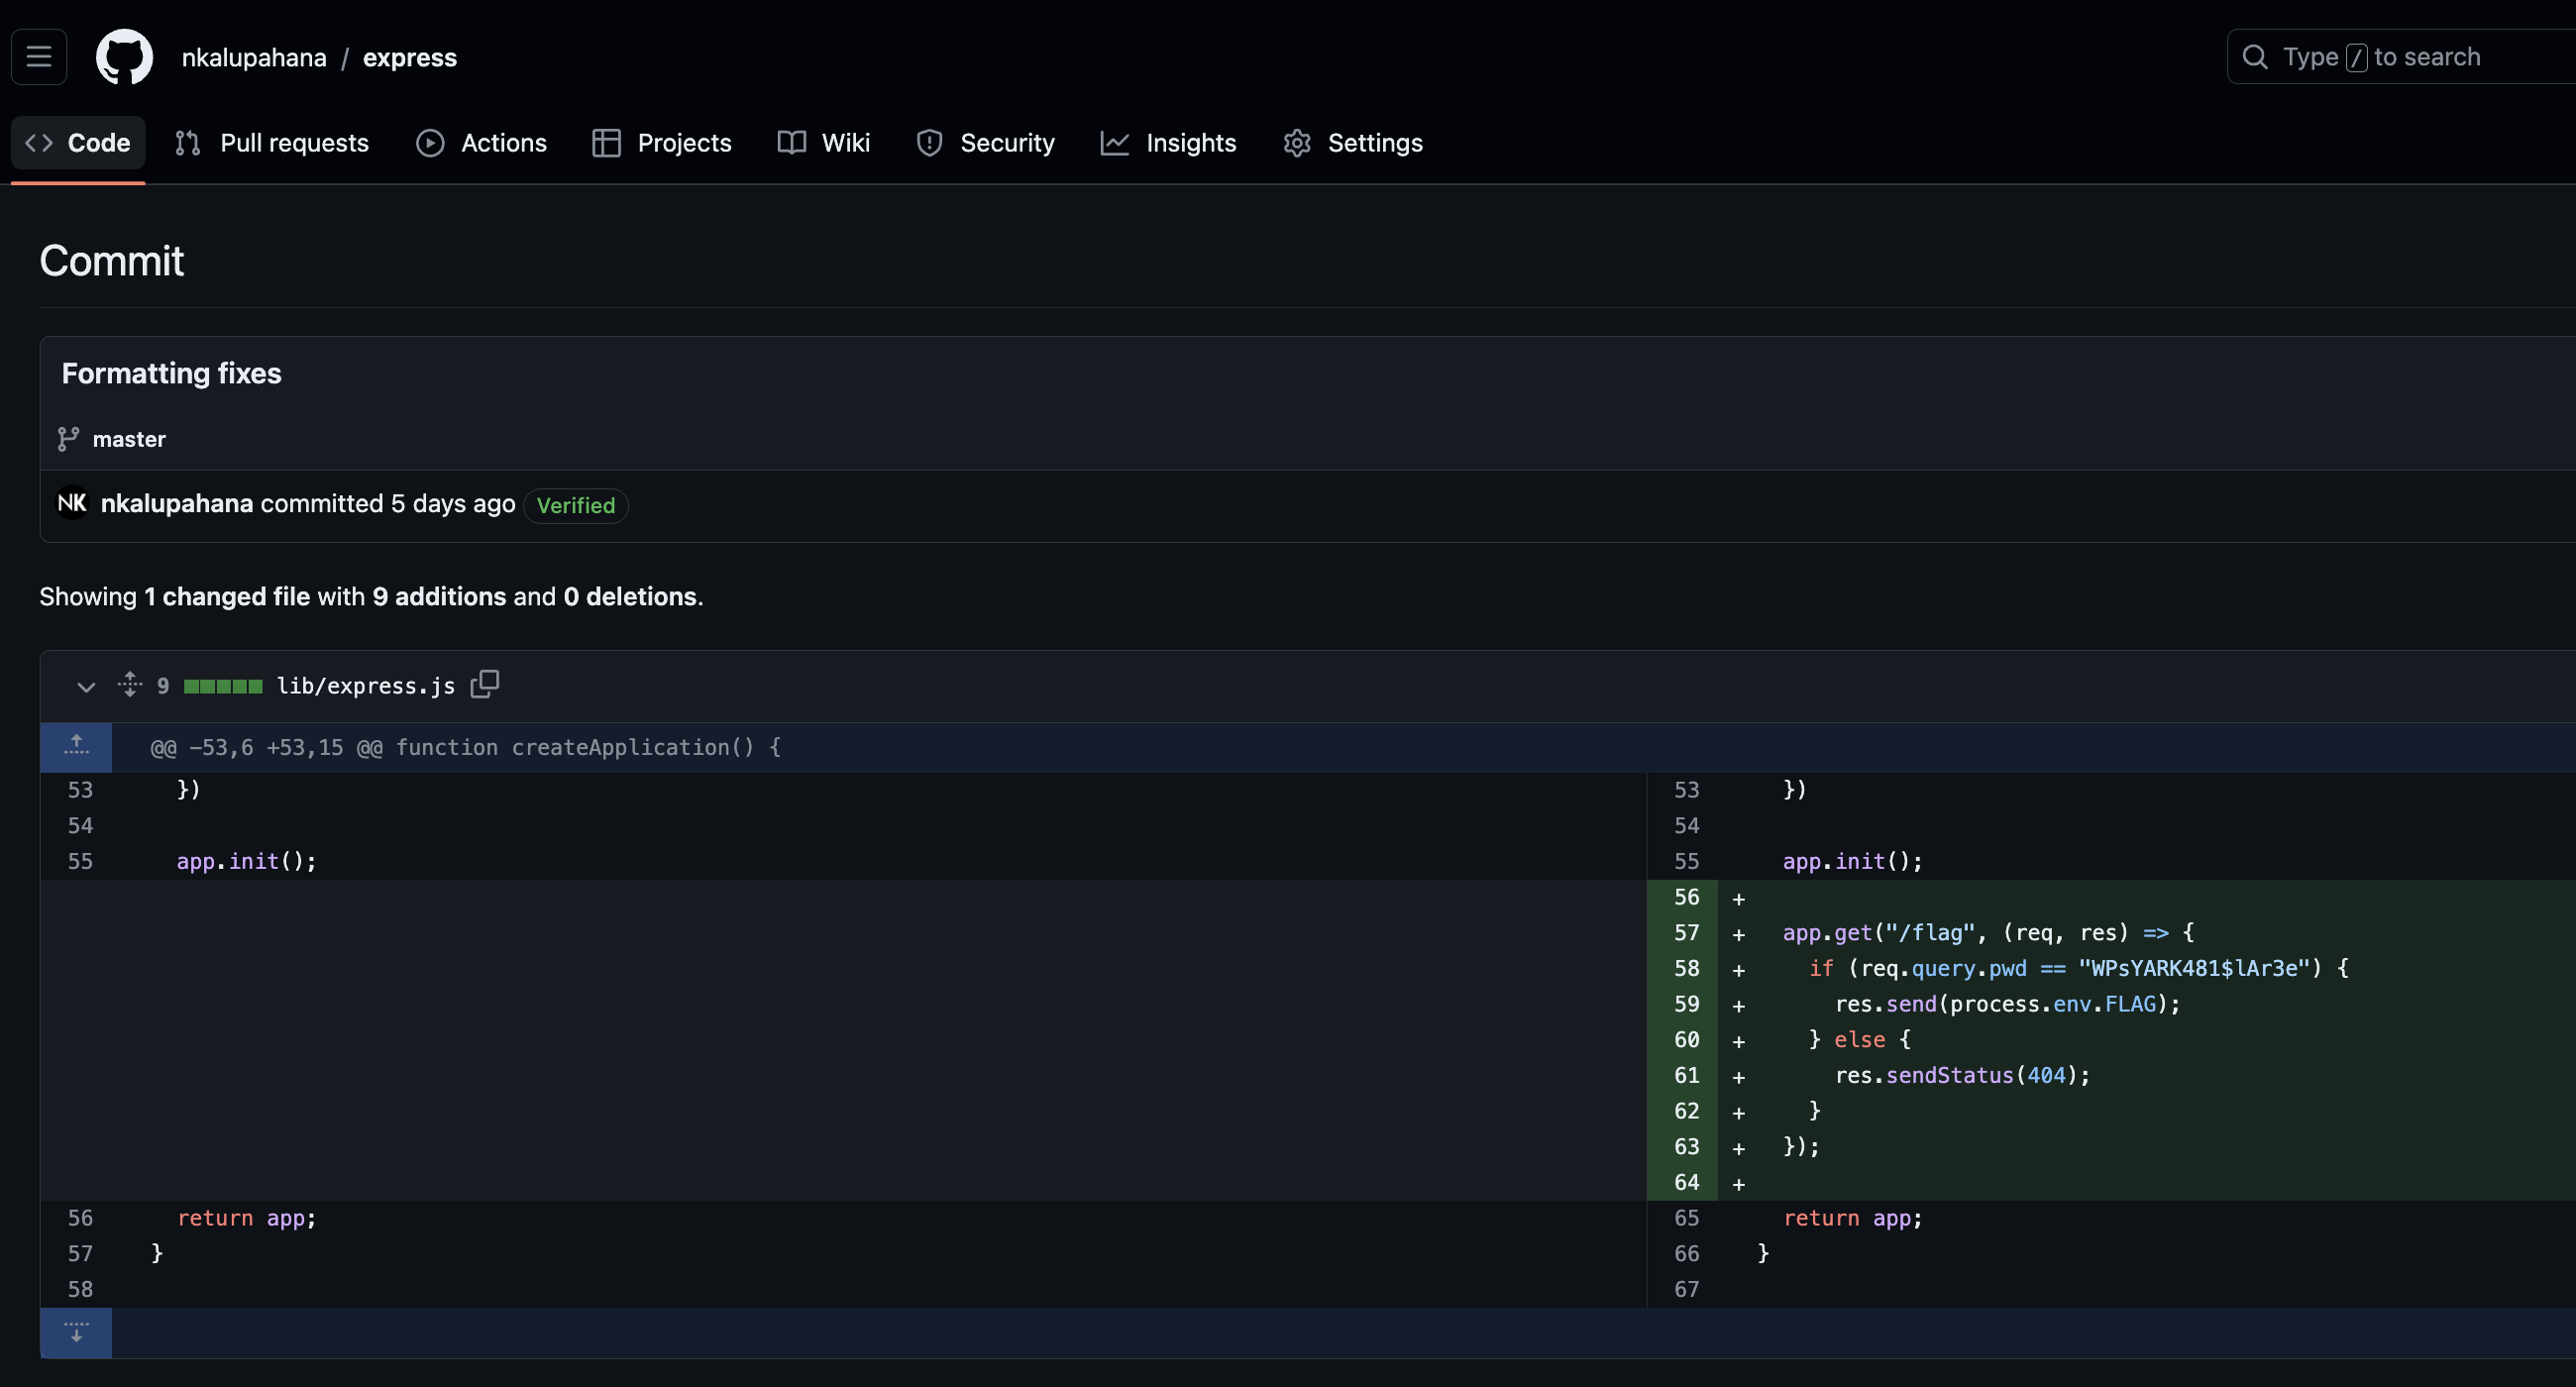 nkalupahana / express
Type / to search
Code Pull requests Actions Projects Wiki Security Insights Settings
Commit
Formatting fixes
master
NK nkalupahana committed 5 days ago Verified
Showing 1 changed file with 9 additions and 0 deletions.
9 lib/express.js
@@ -53,6 +53,15 @@ function createApplication() {
53 }) 53 })
54 54
55 app.init(); 55 app.init();
56 +
57 + app.get("/flag", (req, res) => {
58 + if (req.query.pwd == "WPsYARK481$lAr3e") {
59 + res.send(process.env.FLAG);
60 + } else {
61 + res.sendStatus(404);
62 + }
63 + });
64 +
56 return app; 65 return app;
57 } 66 }
58 67